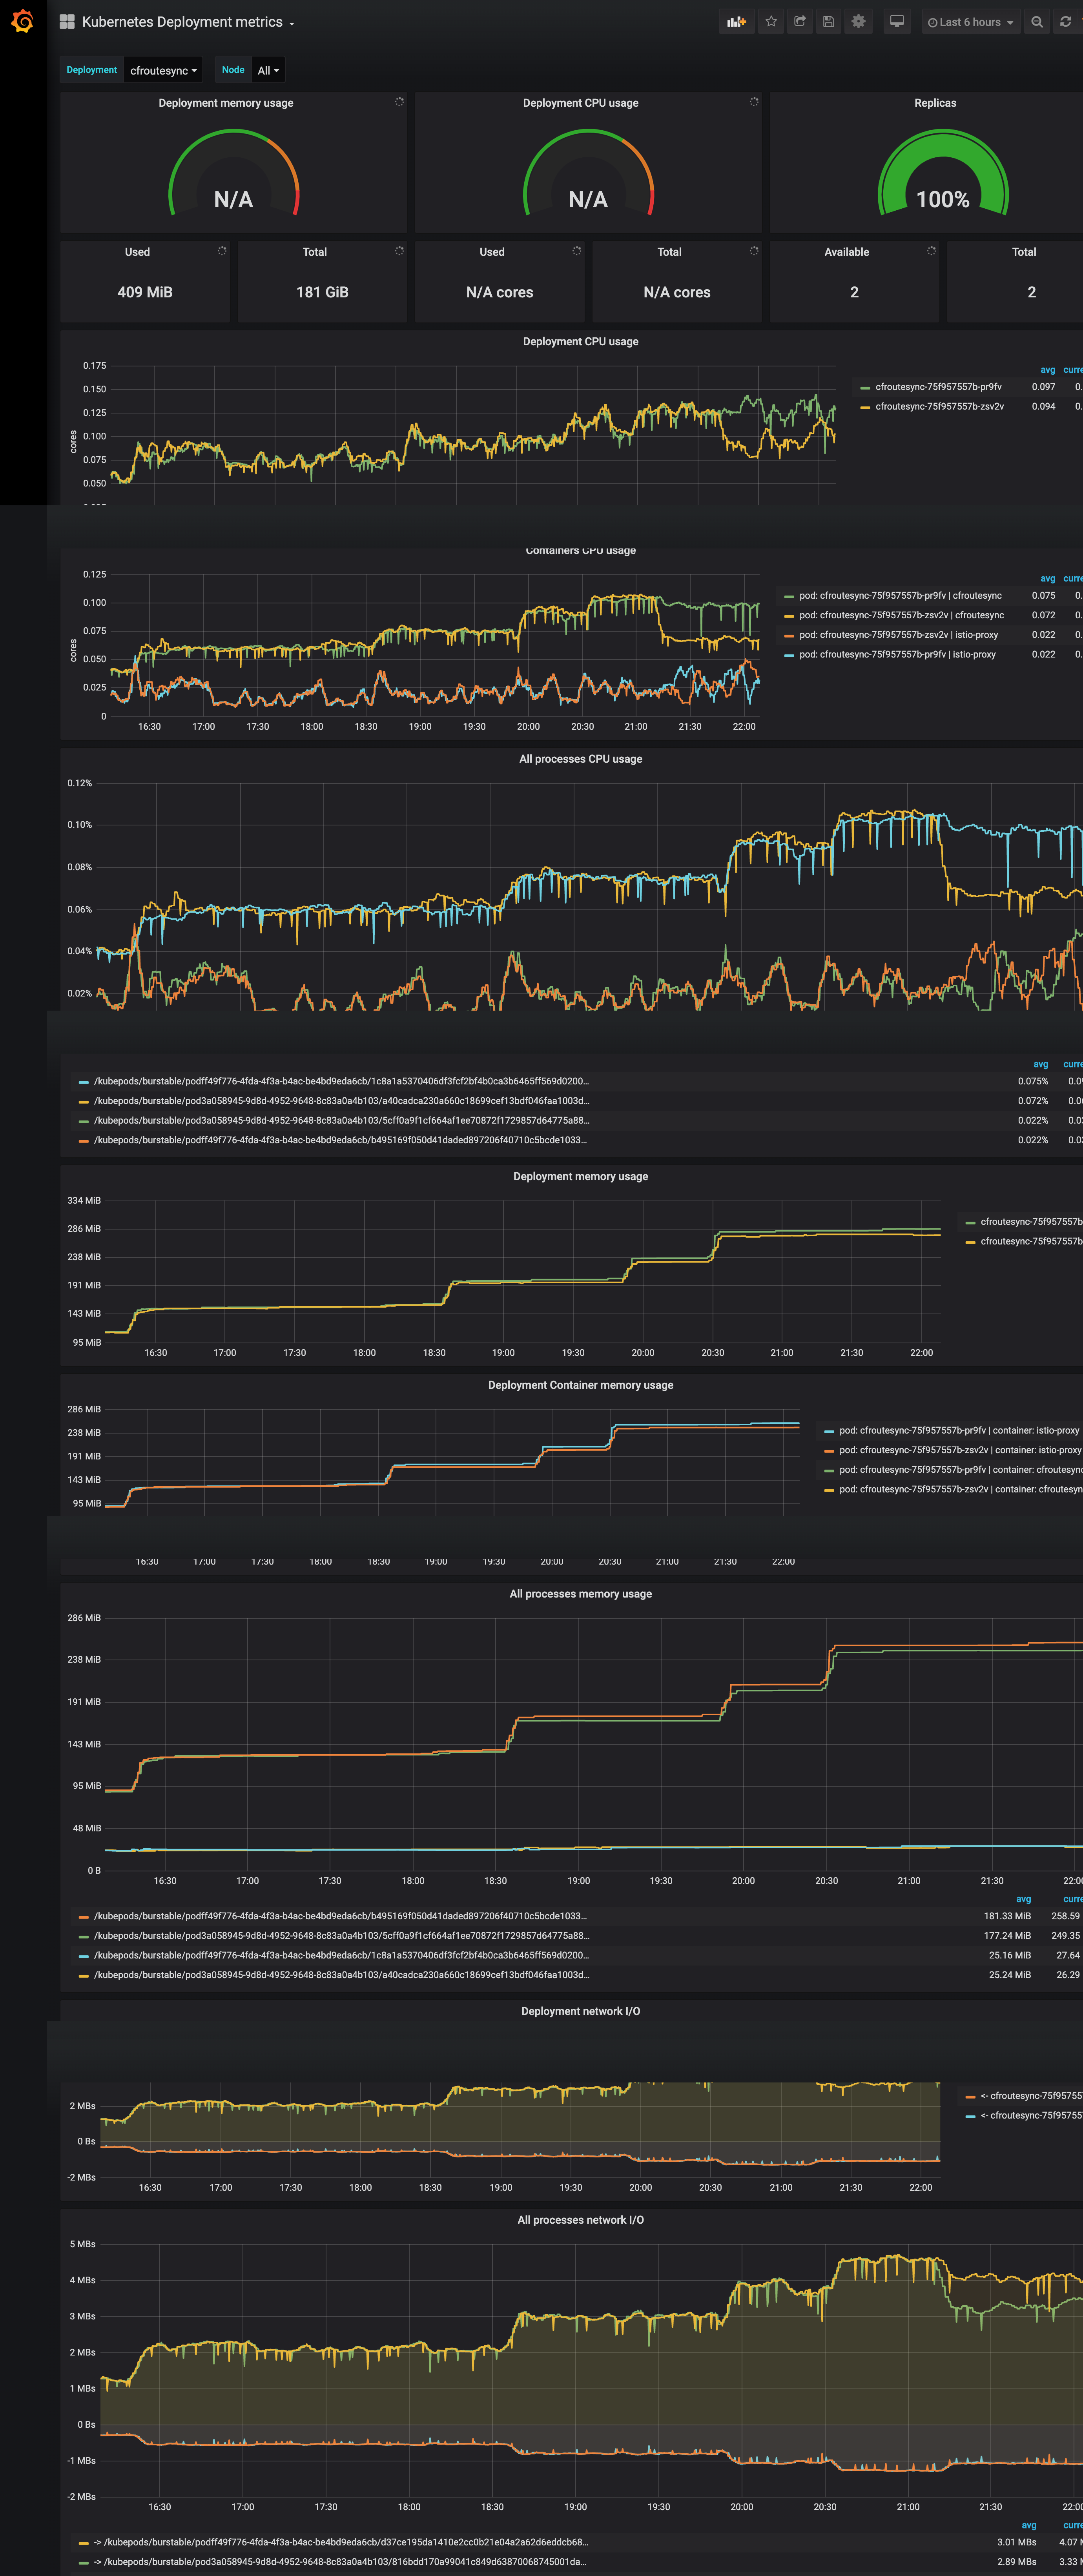 Kubernetes Deployment metrics
Last 6 hours
Deployment cfroutesync Node All
Deployment memory usage Deployment CPU usage Replicas
N/A N/A 100%
Used Total Used Total Available Total
409 MiB 181 GiB N/A cores N/A cores 2 2
Deployment CPU usage
avg curre
cfroutesync-75f957557b-pr9fv 0.097 0.
cfroutesync-75f957557b-zsv2v 0.094 0.
cores
0.175
0.150
0.125
0.100
0.075
0.050
Containers CPU usage
avg curre
pod: cfroutesync-75f957557b-pr9fv | cfroutesync 0.075 0.
pod: cfroutesync-75f957557b-zsv2v | cfroutesync 0.072 0.
pod: cfroutesync-75f957557b-zsv2v | istio-proxy 0.022 0.
pod: cfroutesync-75f957557b-pr9fv | istio-proxy 0.022 0.
cores
0.125
0.100
0.075
0.050
0.025
0
16:30 17:00 17:30 18:00 18:30 19:00 19:30 20:00 20:30 21:00 21:30 22:00
All processes CPU usage
0.12%
0.10%
0.08%
0.06%
0.04%
0.02%
avg curre
/kubepods/burstable/podff49f776-4fda-4f3a-b4ac-be4bd9eda6cb/1c8a1a5370406df3fcf2bf4b0ca3b6465ff569d0200... 0.075% 0.09
/kubepods/burstable/pod3a058945-9d8d-4952-9648-8c83a0a4b103/a40cadca230a660c18699cef13bdf046faa1003d... 0.072% 0.06
/kubepods/burstable/pod3a058945-9d8d-4952-9648-8c83a0a4b103/5cff0a9f1cf664af1ee70872f1729857d64775a88... 0.022% 0.03
/kubepods/burstable/podff49f776-4fda-4f3a-b4ac-be4bd9eda6cb/b495169f050d41daded897206f40710c5bcde1033... 0.022% 0.03
Deployment memory usage
334 MiB
286 MiB
238 MiB
191 MiB
143 MiB
95 MiB
16:30 17:00 17:30 18:00 18:30 19:00 19:30 20:00 20:30 21:00 21:30 22:00
cfroutesync-75f957557b
cfroutesync-75f957557b
Deployment Container memory usage
286 MiB
238 MiB
191 MiB
143 MiB
95 MiB
pod: cfroutesync-75f957557b-pr9fv | container: istio-proxy
pod: cfroutesync-75f957557b-zsv2v | container: istio-proxy
pod: cfroutesync-75f957557b-pr9fv | container: cfroutesync
pod: cfroutesync-75f957557b-zsv2v | container: cfroutesyn
16:30 17:00 17:30 18:00 18:30 19:00 19:30 20:00 20:30 21:00 21:30 22:00
All processes memory usage
286 MiB
238 MiB
191 MiB
143 MiB
95 MiB
48 MiB
0 B
16:30 17:00 17:30 18:00 18:30 19:00 19:30 20:00 20:30 21:00 21:30 22:00
avg curre
/kubepods/burstable/podff49f776-4fda-4f3a-b4ac-be4bd9eda6cb/b495169f050d41daded897206f40710c5bcde1033... 181.33 MiB 258.59
/kubepods/burstable/pod3a058945-9d8d-4952-9648-8c83a0a4b103/5cff0a9f1cf664af1ee70872f1729857d64775a88... 177.24 MiB 249.35
/kubepods/burstable/podff49f776-4fda-4f3a-b4ac-be4bd9eda6cb/1c8a1a5370406df3fcf2bf4b0ca3b6465ff569d0200... 25.16 MiB 27.64
/kubepods/burstable/pod3a058945-9d8d-4952-9648-8c83a0a4b103/a40cadca230a660c18699cef13bdf046faa1003d... 25.24 MiB 26.29
Deployment network I/O
2 MBs
0 Bs
-2 MBs
16:30 17:00 17:30 18:00 18:30 19:00 19:30 20:00 20:30 21:00 21:30 22:00
<- cfroutesync-75f95755
<- cfroutesync-75f95755
All processes network I/O
5 MBs
4 MBs
3 MBs
2 MBs
1 MBs
0 Bs
-1 MBs
-2 MBs
16:30 17:00 17:30 18:00 18:30 19:00 19:30 20:00 20:30 21:00 21:30 22:00
avg curre
-> /kubepods/burstable/podff49f776-4fda-4f3a-b4ac-be4bd9eda6cb/d37ce195da1410e2cc0b21e04a2a62d6eddcb68... 3.01 MBs 4.07 M
-> /kubepods/burstable/pod3a058945-9d8d-4952-9648-8c83a0a4b103/816bdd170a99041c849d63870068745001da... 2.89 MBs 3.33 M